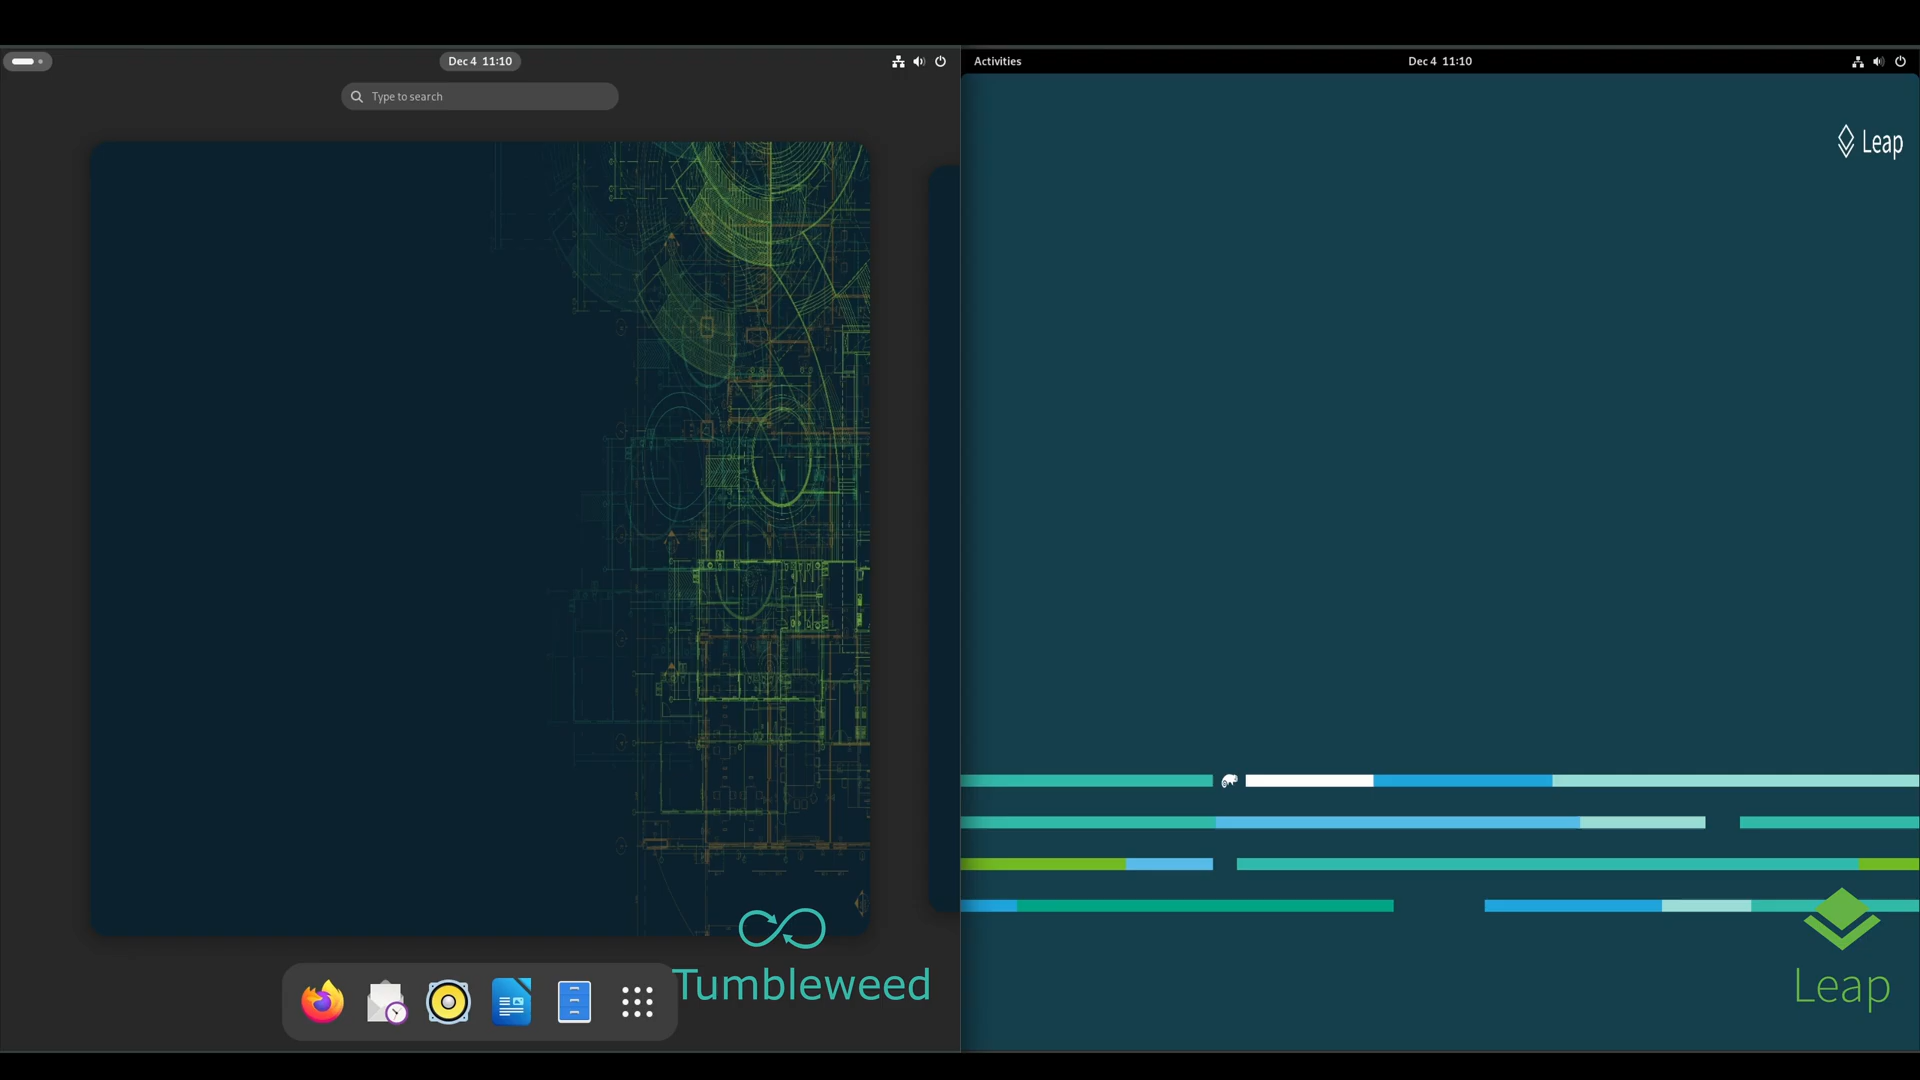 Dec 4 11:10
Type to search
Tumbleweed
Activities
Dec 4 11:10
Leap
Leap